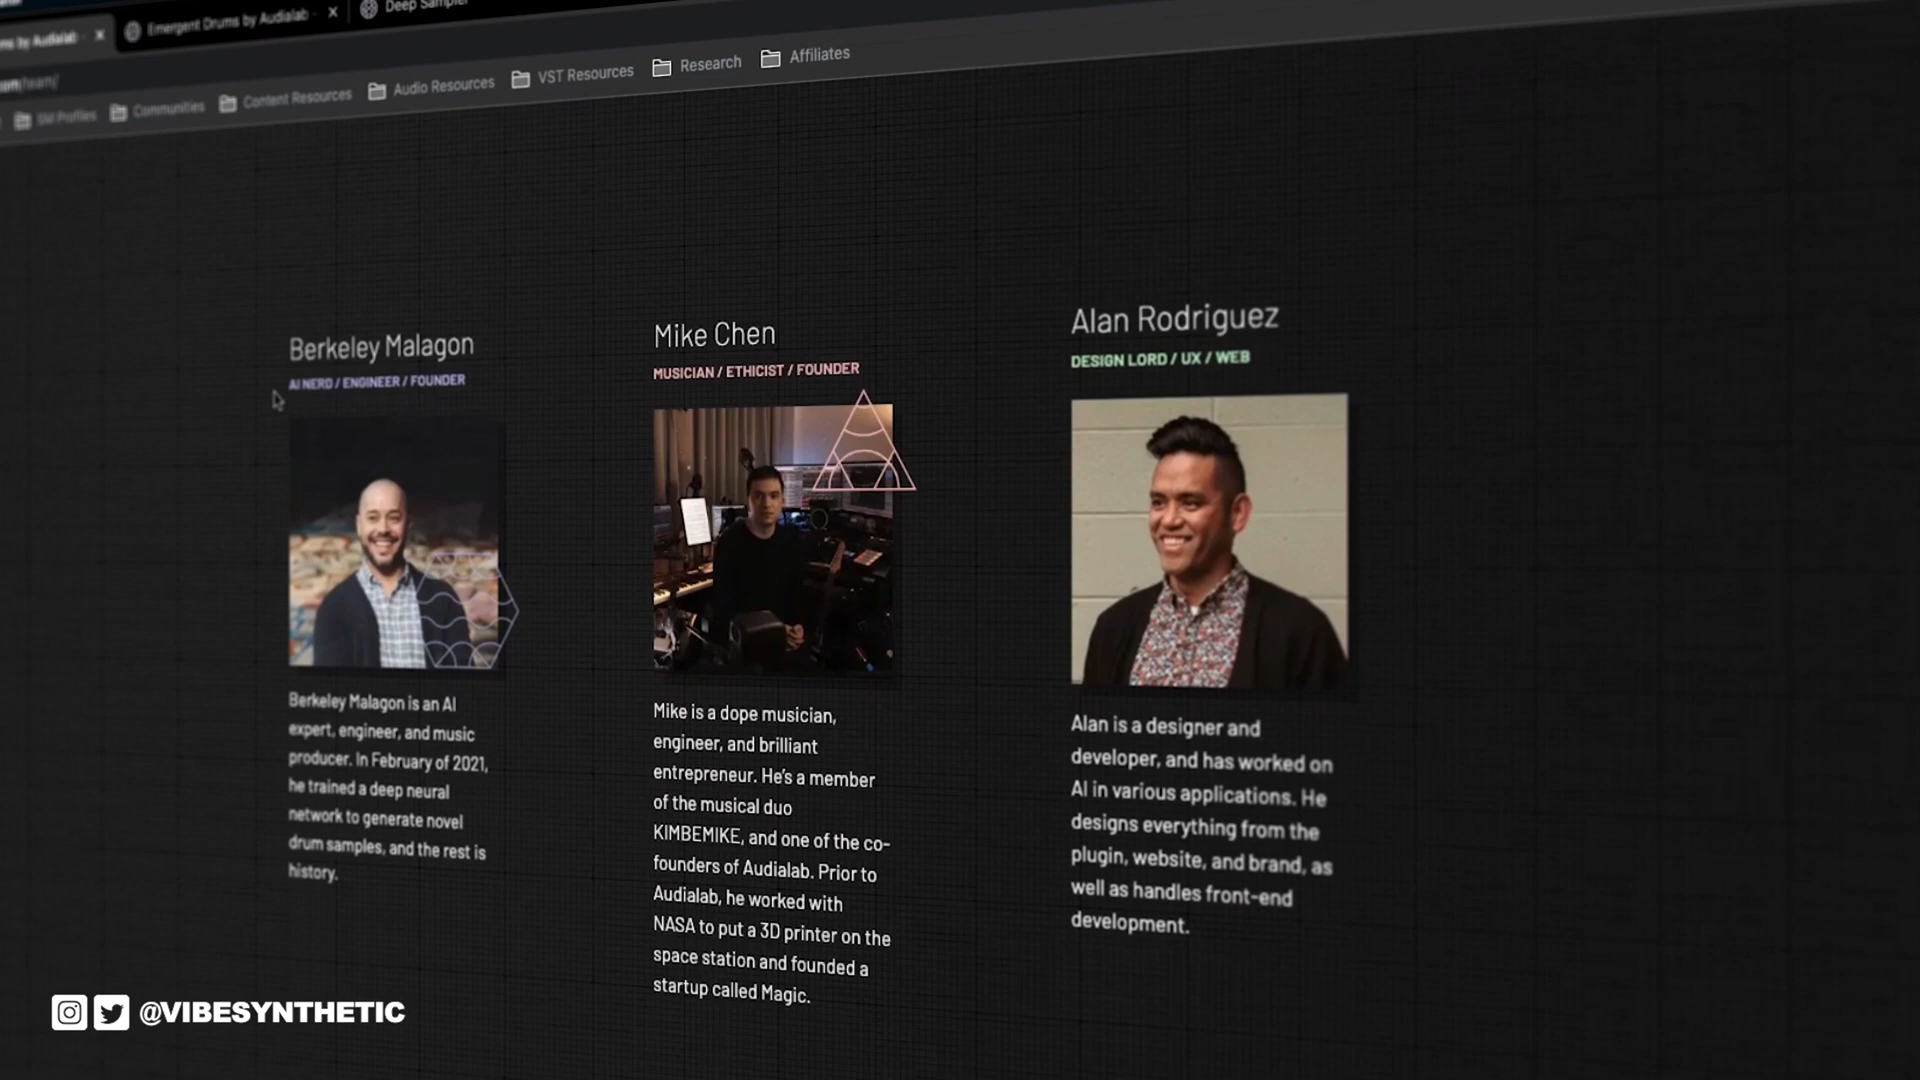 by Audialab
Emergent Drums by Audialab
Deep Sampler
/team/
SM Profiles
Communities
Content Resources
Audio Resources
VST Resources
Research
Affiliates
Berkeley Malagon
AI NERD / ENGINEER / FOUNDER
Berkeley Malagon is an AI
expert, engineer, and music
producer. In February of 2021,
he trained a deep neural
network to generate novel
drum samples, and the rest is
history.
Mike Chen
MUSICIAN / ETHICIST / FOUNDER
Mike is a dope musician,
engineer, and brilliant
entrepreneur. He's a member
of the musical duo
KIMBEMIKE, and one of the co-
founders of Audialab. Prior to
Audialab, he worked with
NASA to put a 3D printer on the
space station and founded a
startup called Magic.
Alan Rodriguez
DESIGN LORD / UX / WEB
Alan is a designer and
developer, and has worked on
AI in various applications. He
designs everything from the
plugin, website, and brand, as
well as handles front-end
development.
@VIBESYNTHETIC